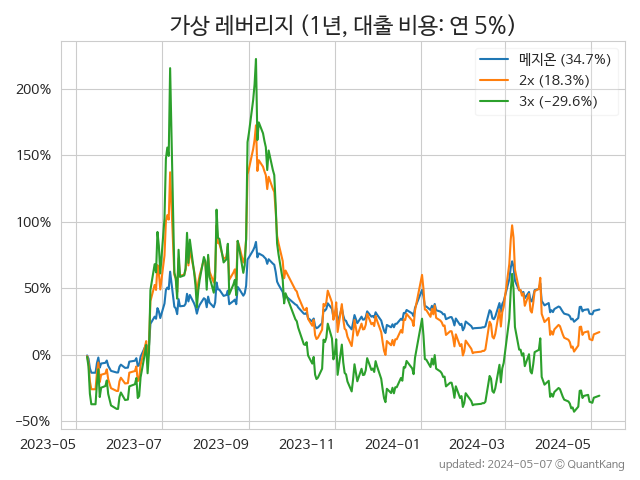 가상 레버리지 (1년, 대출 비용: 연 5%)
메지온 (34.7%)
2x (18.3%)
3x (−29.6%)
200%
150%
100%
50%
0%
−50%
2023-05 2023-07 2023-09 2023-11 2024-01 2024-03 2024-05
updated: 2024-05-07 © QuantKang